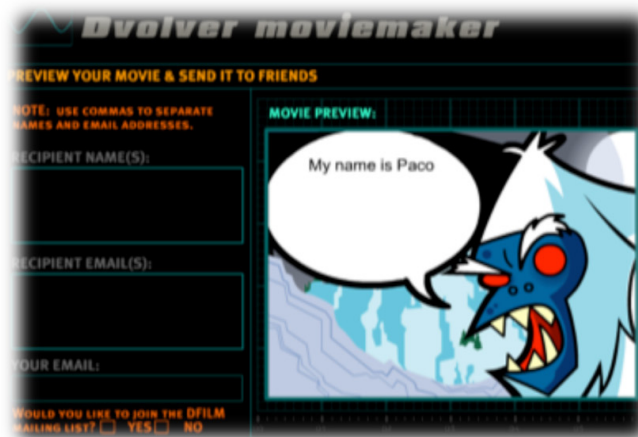 Dvolver moviemaker
PREVIEW YOUR MOVIE & SEND IT TO FRIENDS
NOTE: USE COMMAS TO SEPARATE
NAMES AND EMAIL ADDRESSES.
MOVIE PREVIEW:
RECIPIENT NAME(S):
My name is Paco
RECIPIENT EMAIL(S):
YOUR EMAIL:
WOULD YOU LIKE TO JOIN THE DFILM
MAILING LIST? YES NO